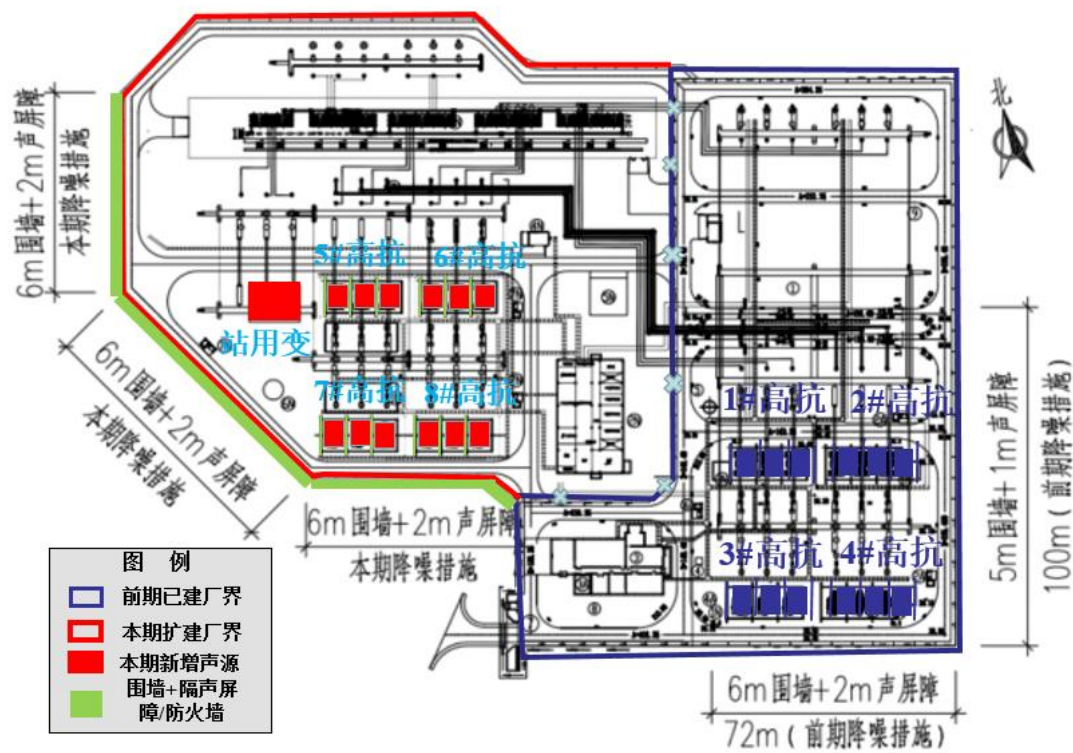 北
6m围墙+2m声屏障
本期降噪措施
5#高抗
6#高抗
站用变
7#高抗
8#高抗
6m围墙+2m声屏障
本期降噪措施
6m围墙+2m声屏障
本期降噪措施
1#高抗
2#高抗
3#高抗
4#高抗
5m围墙+1m声屏障
100m(前期降噪措施)
6m围墙+2m声屏障
72m(前期降噪措施)
图 例
前期已建厂界
本期扩建厂界
本期新增声源
围墙+隔声屏
障/防火墙